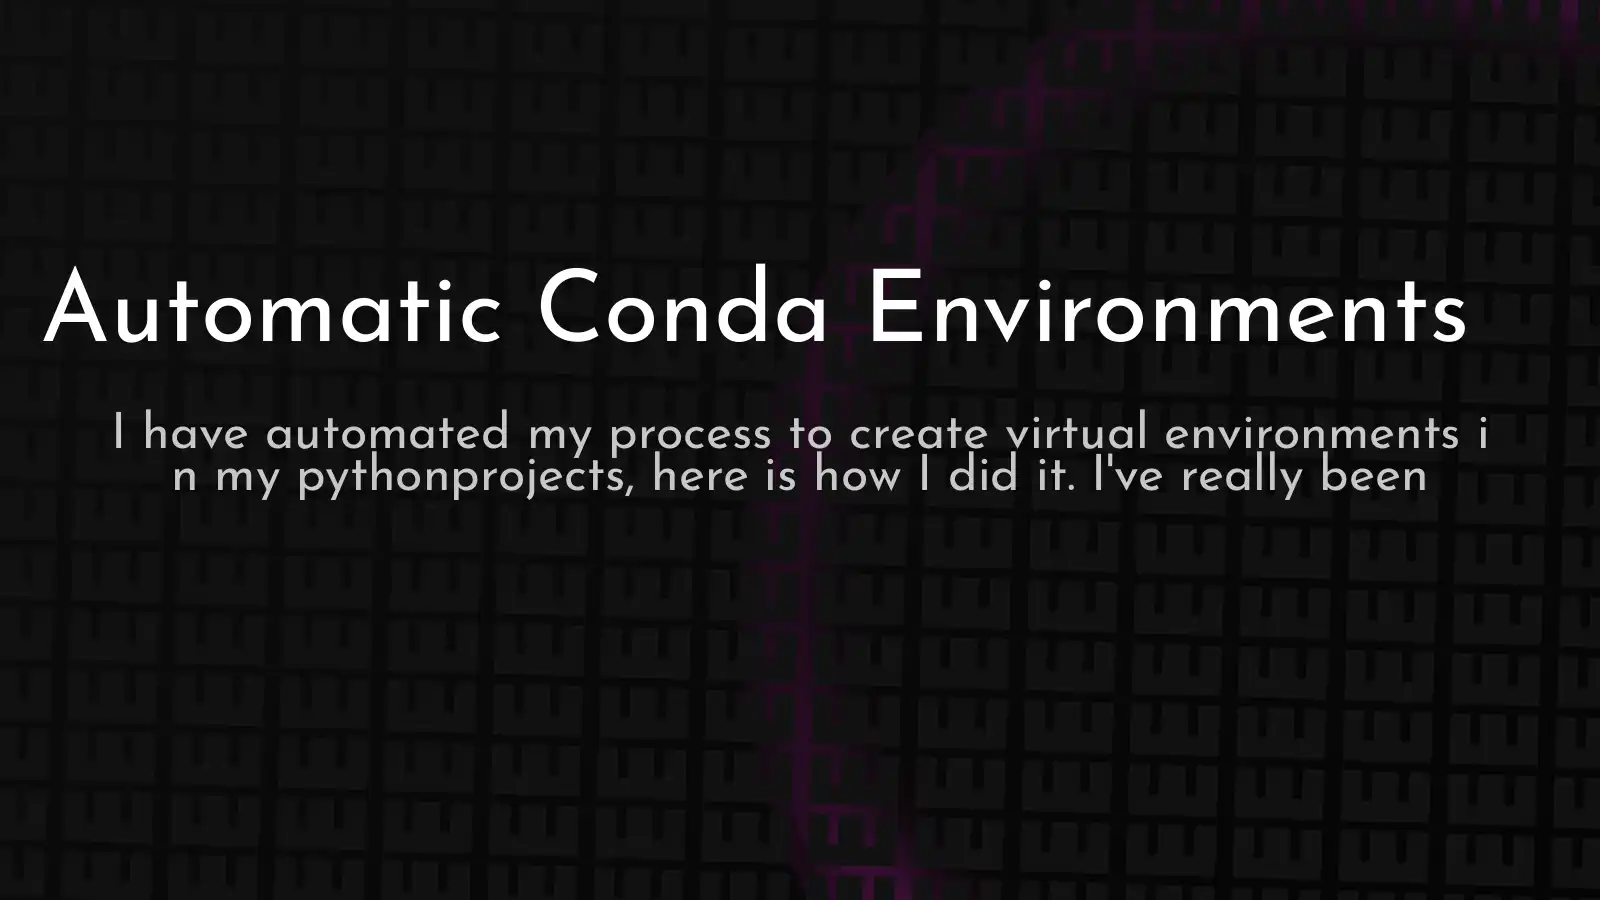 Automatic Conda Environments
I have automated my process to create virtual environments i
n my pythonprojects, here is how I did it. I've really been